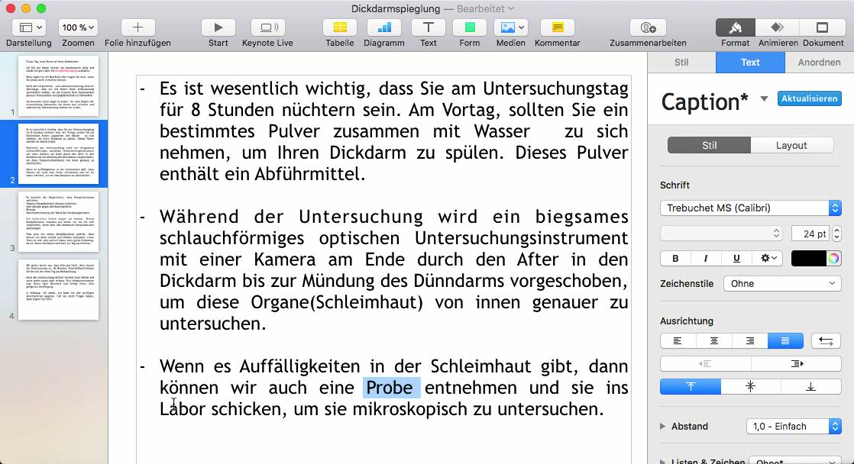 Dickdarmspieglung — Bearbeitet
100 %
Darstellung
Zoomen
Folie hinzufügen
Start
Keynote Live
Tabelle
Diagramm
Text
Form
Medien
Kommentar
Zusammenarbeiten
Format
Animieren
Dokument
1
2
3
4
- Es ist wesentlich wichtig, dass Sie am Untersuchungstag
für 8 Stunden nüchtern sein. Am Vortag, sollten Sie ein
bestimmtes Pulver zusammen mit Wasser zu sich
nehmen, um Ihren Dickdarm zu spülen. Dieses Pulver
enthält ein Abführmittel.
- Während der Untersuchung wird ein biegsames
schlauchförmiges optischen Untersuchungsinstrument
mit einer Kamera am Ende durch den After in den
Dickdarm bis zur Mündung des Dünndarms vorgeschoben,
um diese Organe(Schleimhaut) von innen genauer zu
untersuchen.
- Wenn es Auffälligkeiten in der Schleimhaut gibt, dann
können wir auch eine Probe entnehmen und sie ins
Labor schicken, um sie mikroskopisch zu untersuchen.
Stil
Text
Anordnen
Caption*
Aktualisieren
Stil
Layout
Schrift
Trebuchet MS (Calibri)
24 pt
B I U
Zeichenstile
Ohne
Ausrichtung
Abstand
1,0 - Einfach
Listen & Zeichen
Ohne*